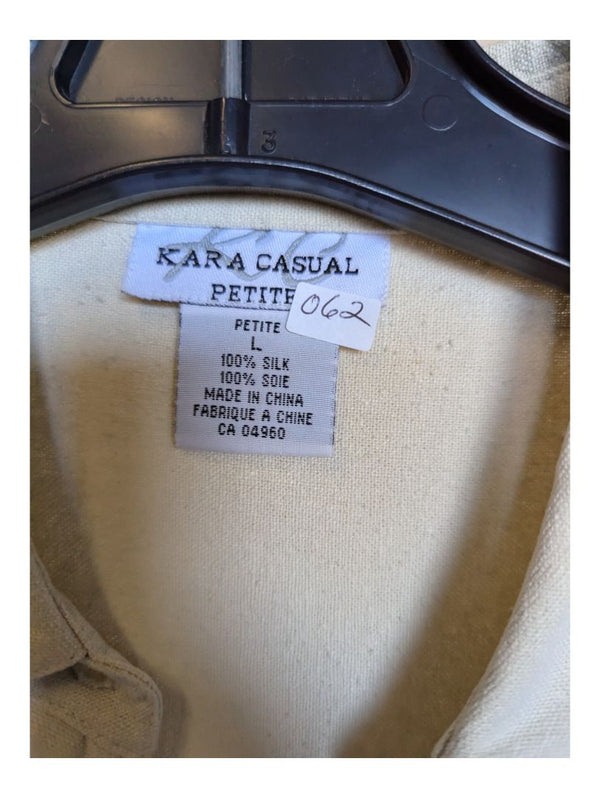 3
KARA CASUAL
PETITE
062
PETITE
L
100% SILK
100% SOIE
MADE IN CHINA
FABRIQUE A CHINE
CA 04960